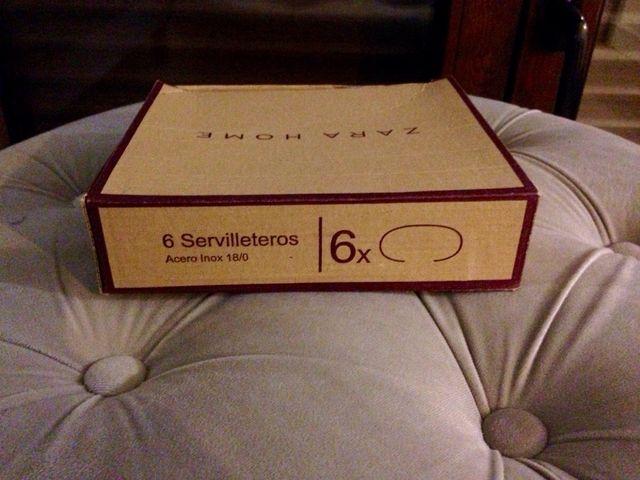 ZARA HOME
6 Servilleteros
Acero Inox 18/0
6x